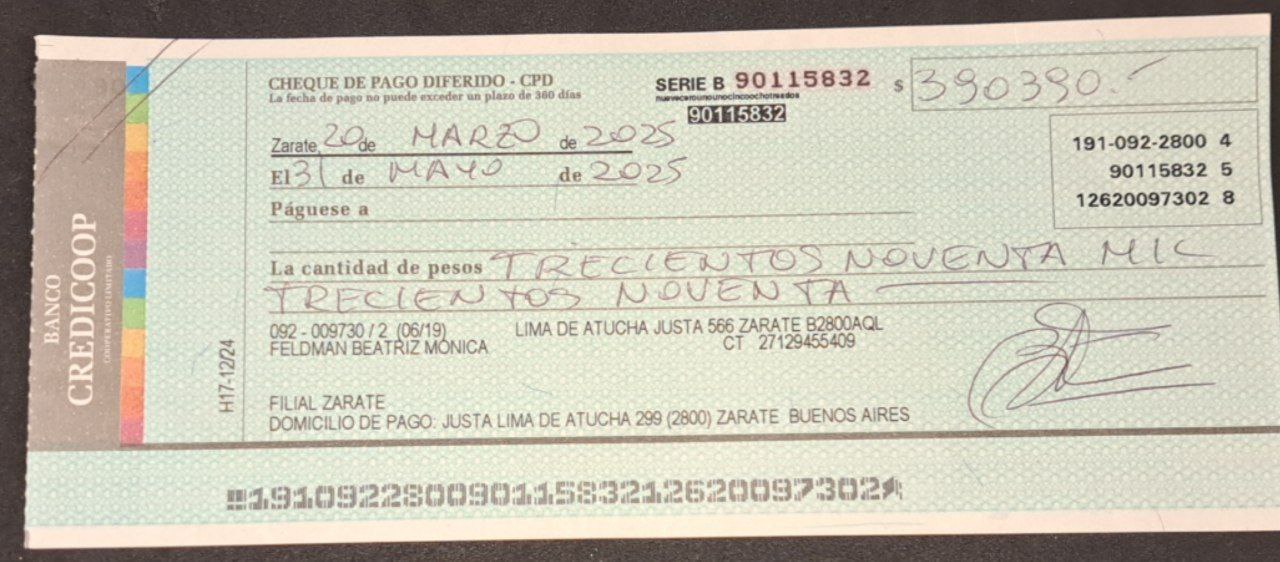 BANCO
CREDICOOP
COOPERATIVO LIMITADO
H17-12/24
CHEQUE DE PAGO DIFERIDO - CPD
La fecha de pago no puede exceder un plazo de 360 días
SERIE B 90115832
nuevecerounounocincoochotresdos
90115832
$ 390390.-
Zarate, 20 de MARZO de 2025
El 31 de MAYO de 2025
Páguese a
191-092-2800 4
90115832 5
12620097302 8
La cantidad de pesos TRECIENTOS NOVENTA MIL
TRECIENTOS NOVENTA
092 - 009730 / 2 (06/19) LIMA DE ATUCHA JUSTA 566 ZARATE B2800AQL
FELDMAN BEATRIZ MONICA CT 27129455409
FILIAL ZARATE
DOMICILIO DE PAGO: JUSTA LIMA DE ATUCHA 299 (2800) ZARATE BUENOS AIRES
19109228009011583212620097302